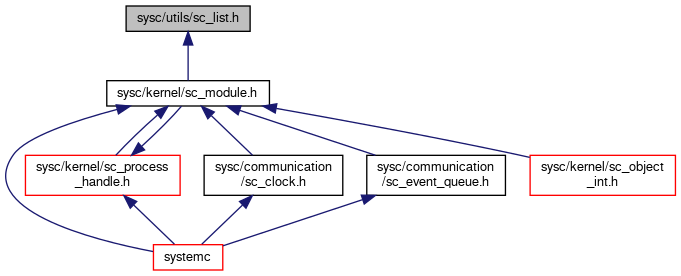 sysc/utils/sc_list.h
sysc/kernel/sc_module.h
sysc/kernel/sc_process
_handle.h
sysc/communication
/sc_clock.h
sysc/communication
/sc_event_queue.h
sysc/kernel/sc_object
_int.h
systemc